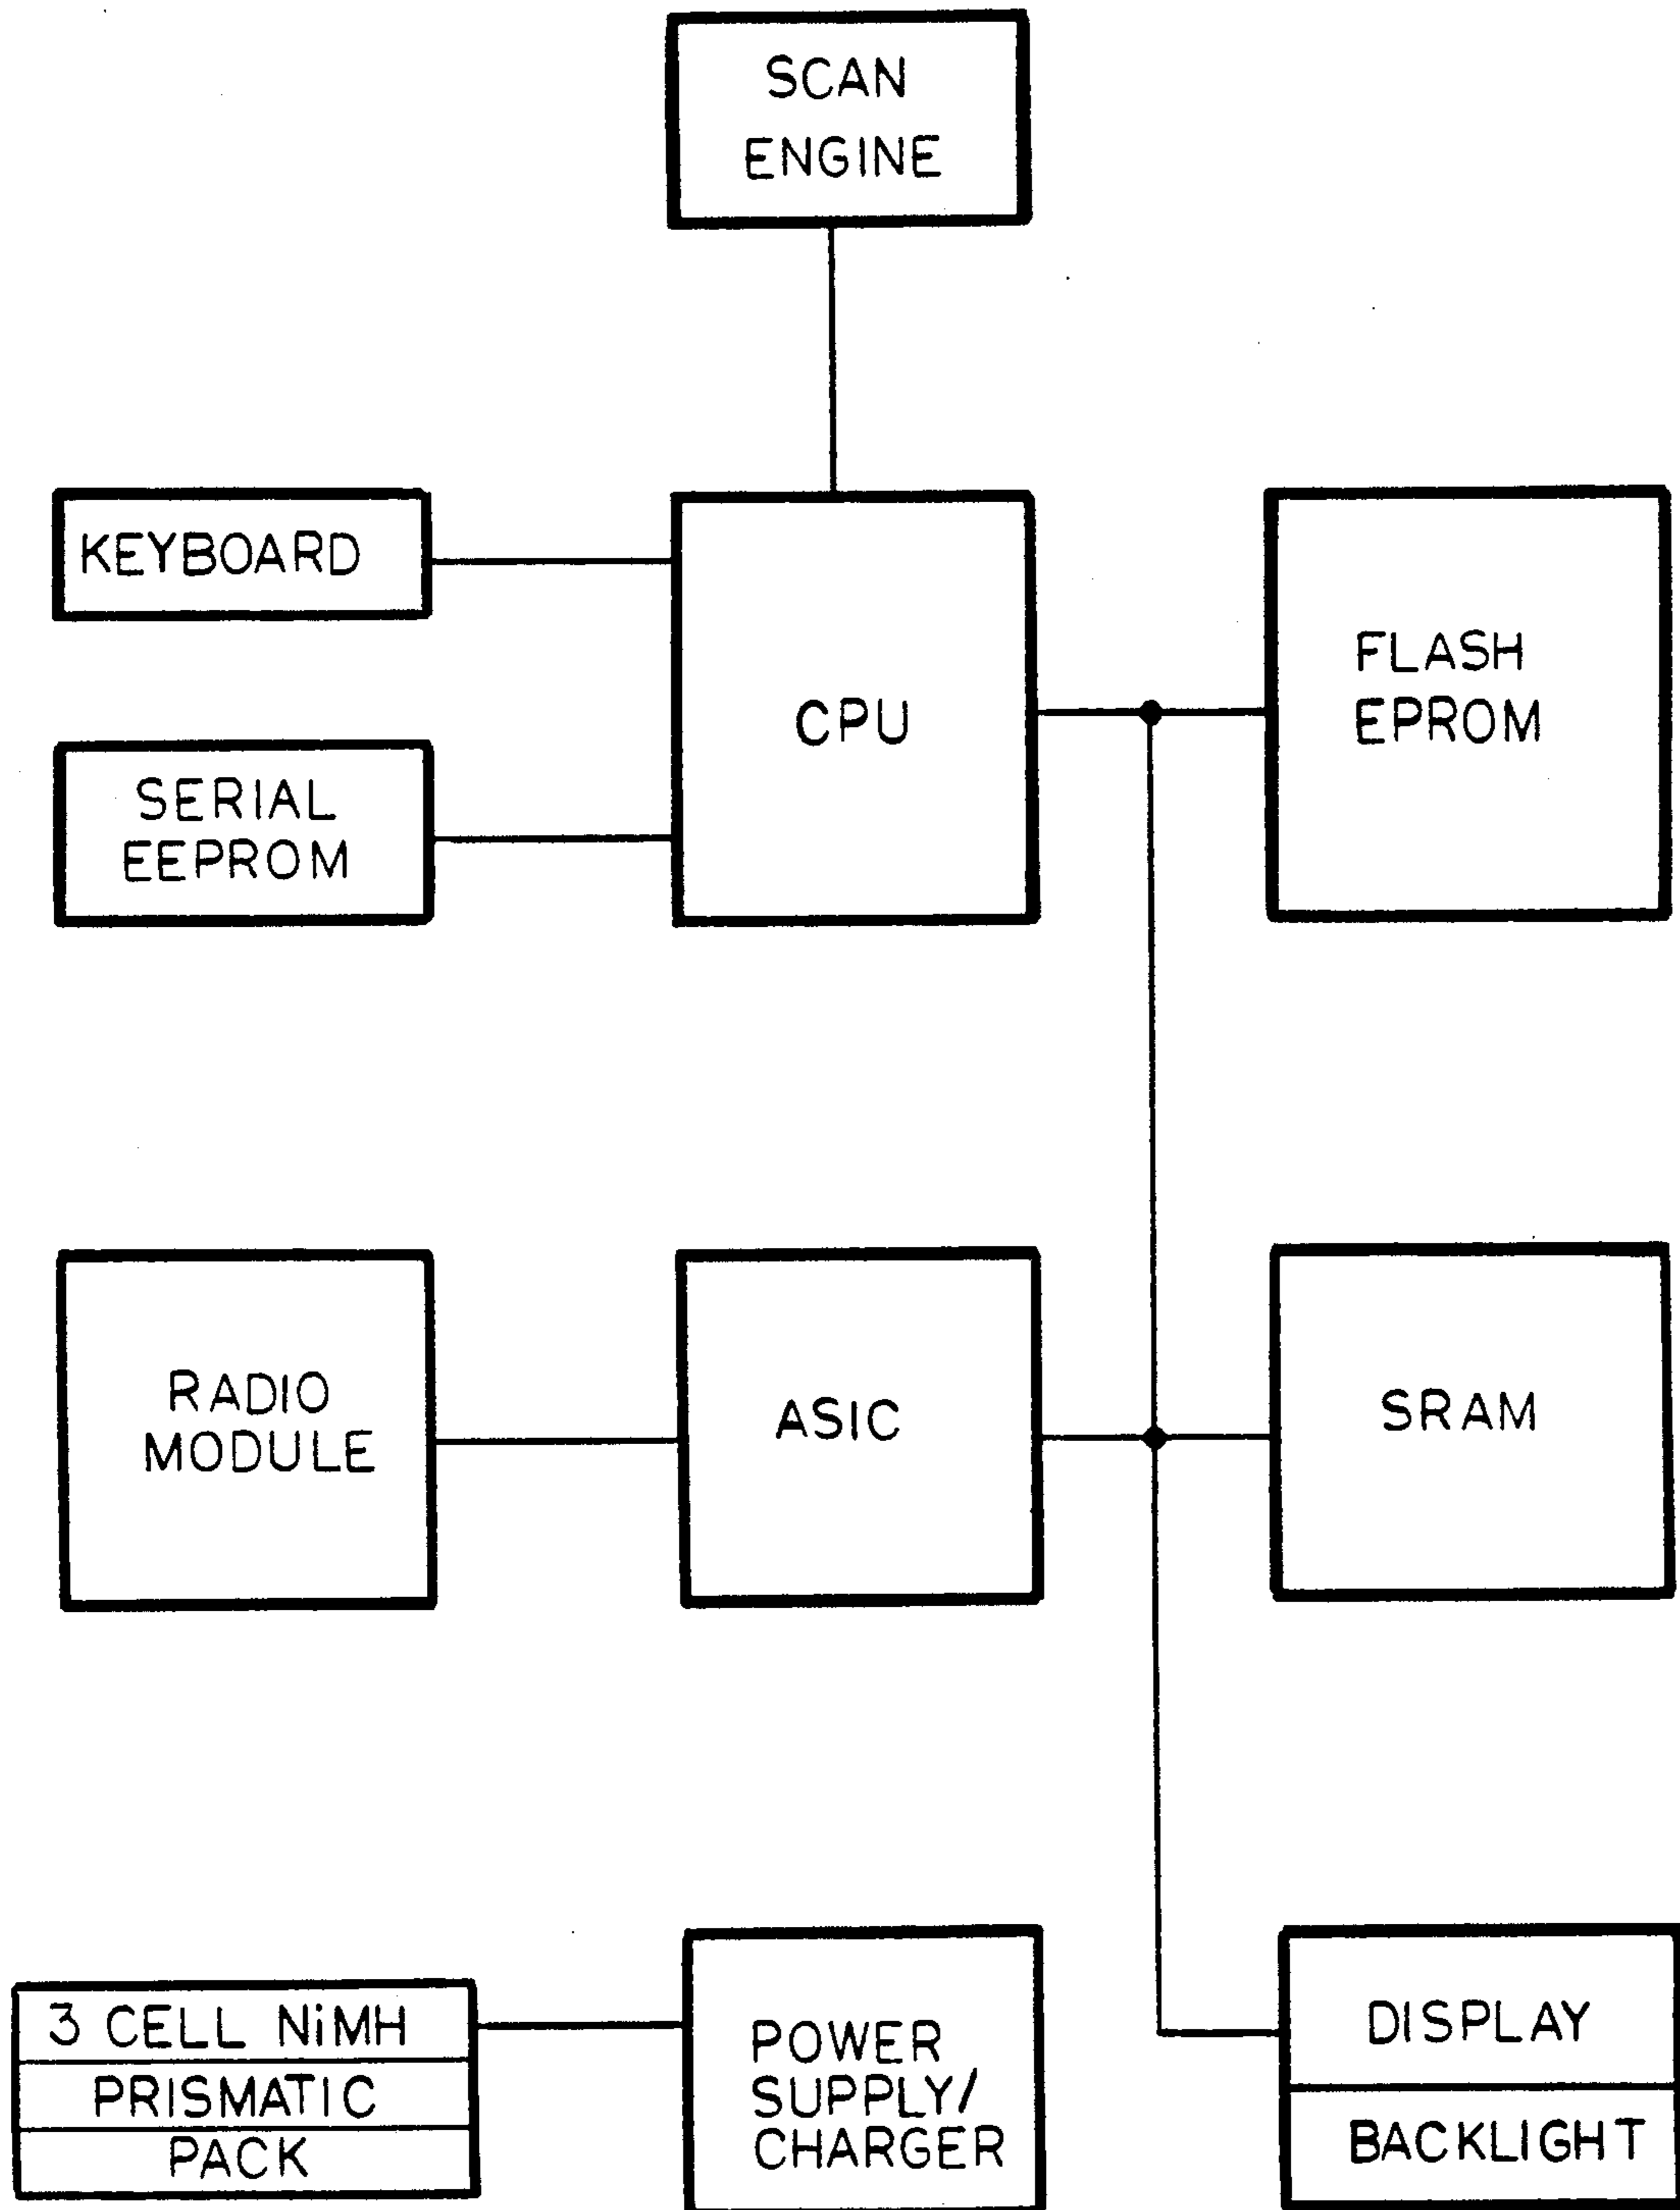 SCAN
ENGINE
KEYBOARD
SERIAL
EEPROM
CPU
FLASH
EPROM
RADIO
MODULE
ASIC
SRAM
3 CELL NiMH
PRISMATIC
PACK
POWER
SUPPLY/
CHARGER
DISPLAY
BACKLIGHT